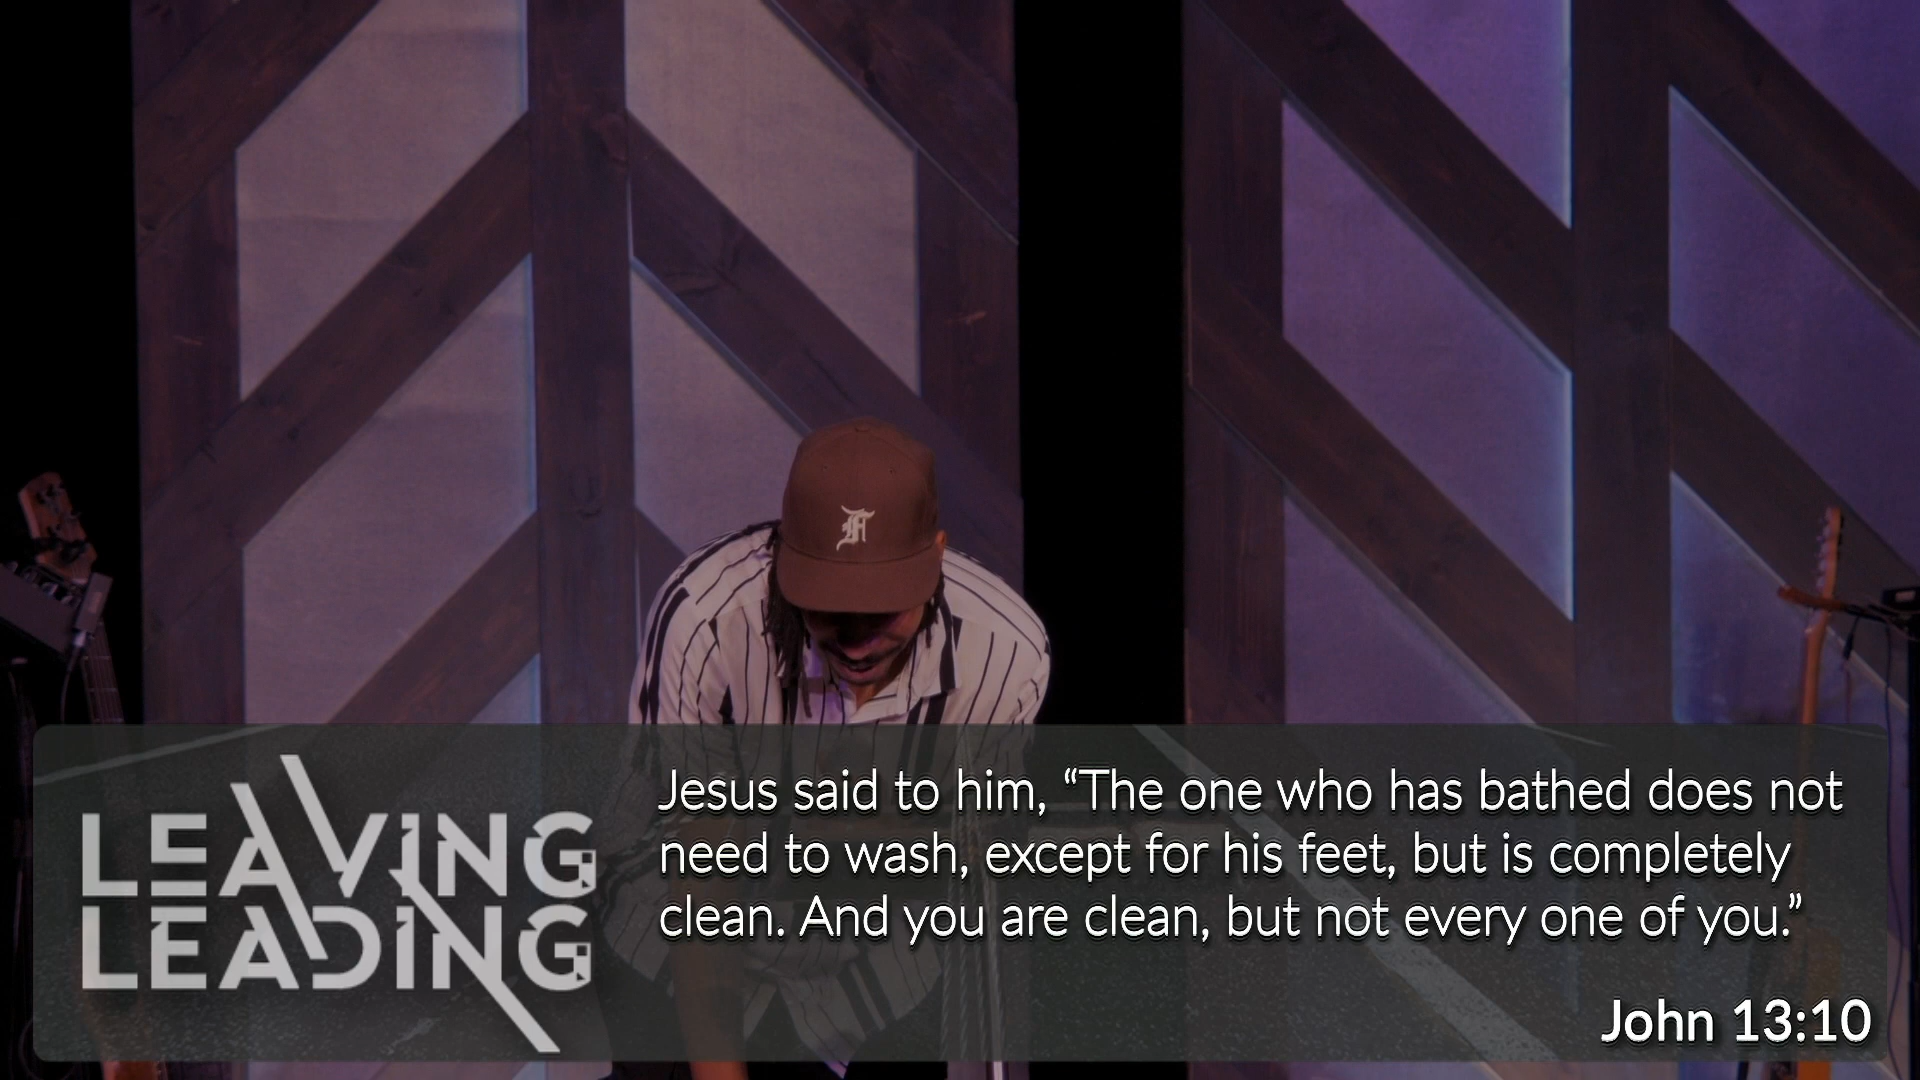 F
LEAVING
LEADING
Jesus said to him, “The one who has bathed does not
need to wash, except for his feet, but is completely
clean. And you are clean, but not every one of you.”
John 13:10